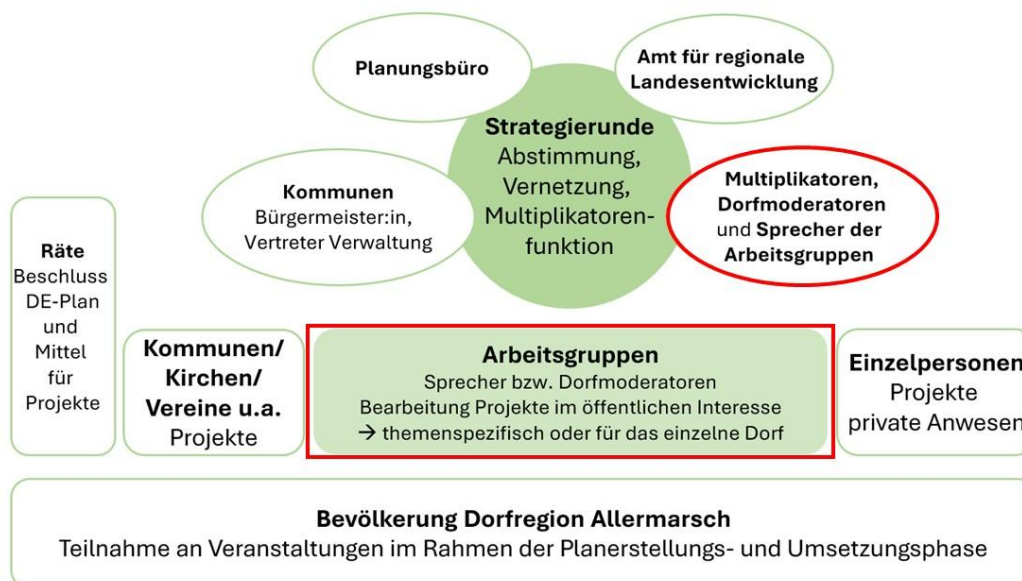 Planungsbüro
Amt für regionale
Landesentwicklung
Strategierunde
Abstimmung,
Vernetzung,
Multiplikatoren-
funktion
Kommunen
Bürgermeister:in,
Vertreter Verwaltung
Multiplikatoren,
Dorfmoderatoren
und Sprecher der
Arbeitsgruppen
Räte
Beschluss
DE-Plan
und
Mittel
für
Projekte
Kommunen/
Kirchen/
Vereine u.a.
Projekte
Arbeitsgruppen
Sprecher bzw. Dorfmoderatoren
Bearbeitung Projekte im öffentlichen Interesse
→ themenspezifisch oder für das einzelne Dorf
Einzelpersonen
Projekte
private Anwesen
Bevölkerung Dorfregion Allermarsch
Teilnahme an Veranstaltungen im Rahmen der Planerstellungs- und Umsetzungsphase